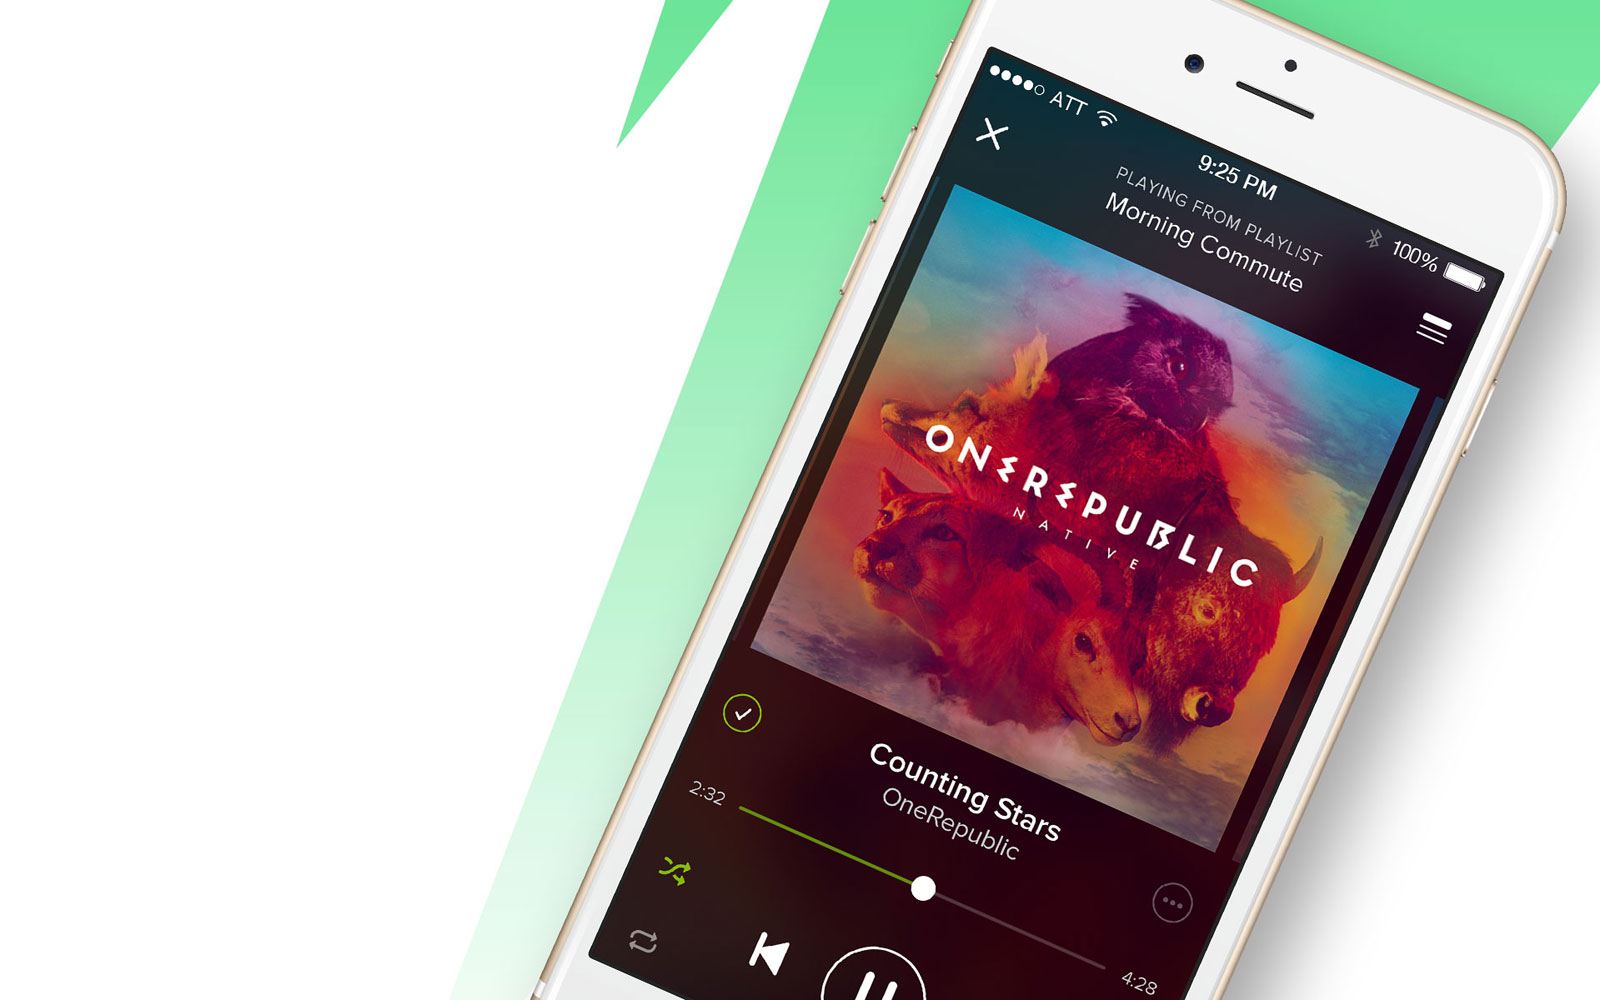 ATT
9:25 PM
100%
PLAYING FROM PLAYLIST
Morning Commute
ONEREPUBLIC
NATIVE
Counting Stars
OneRepublic
2:32
4:28